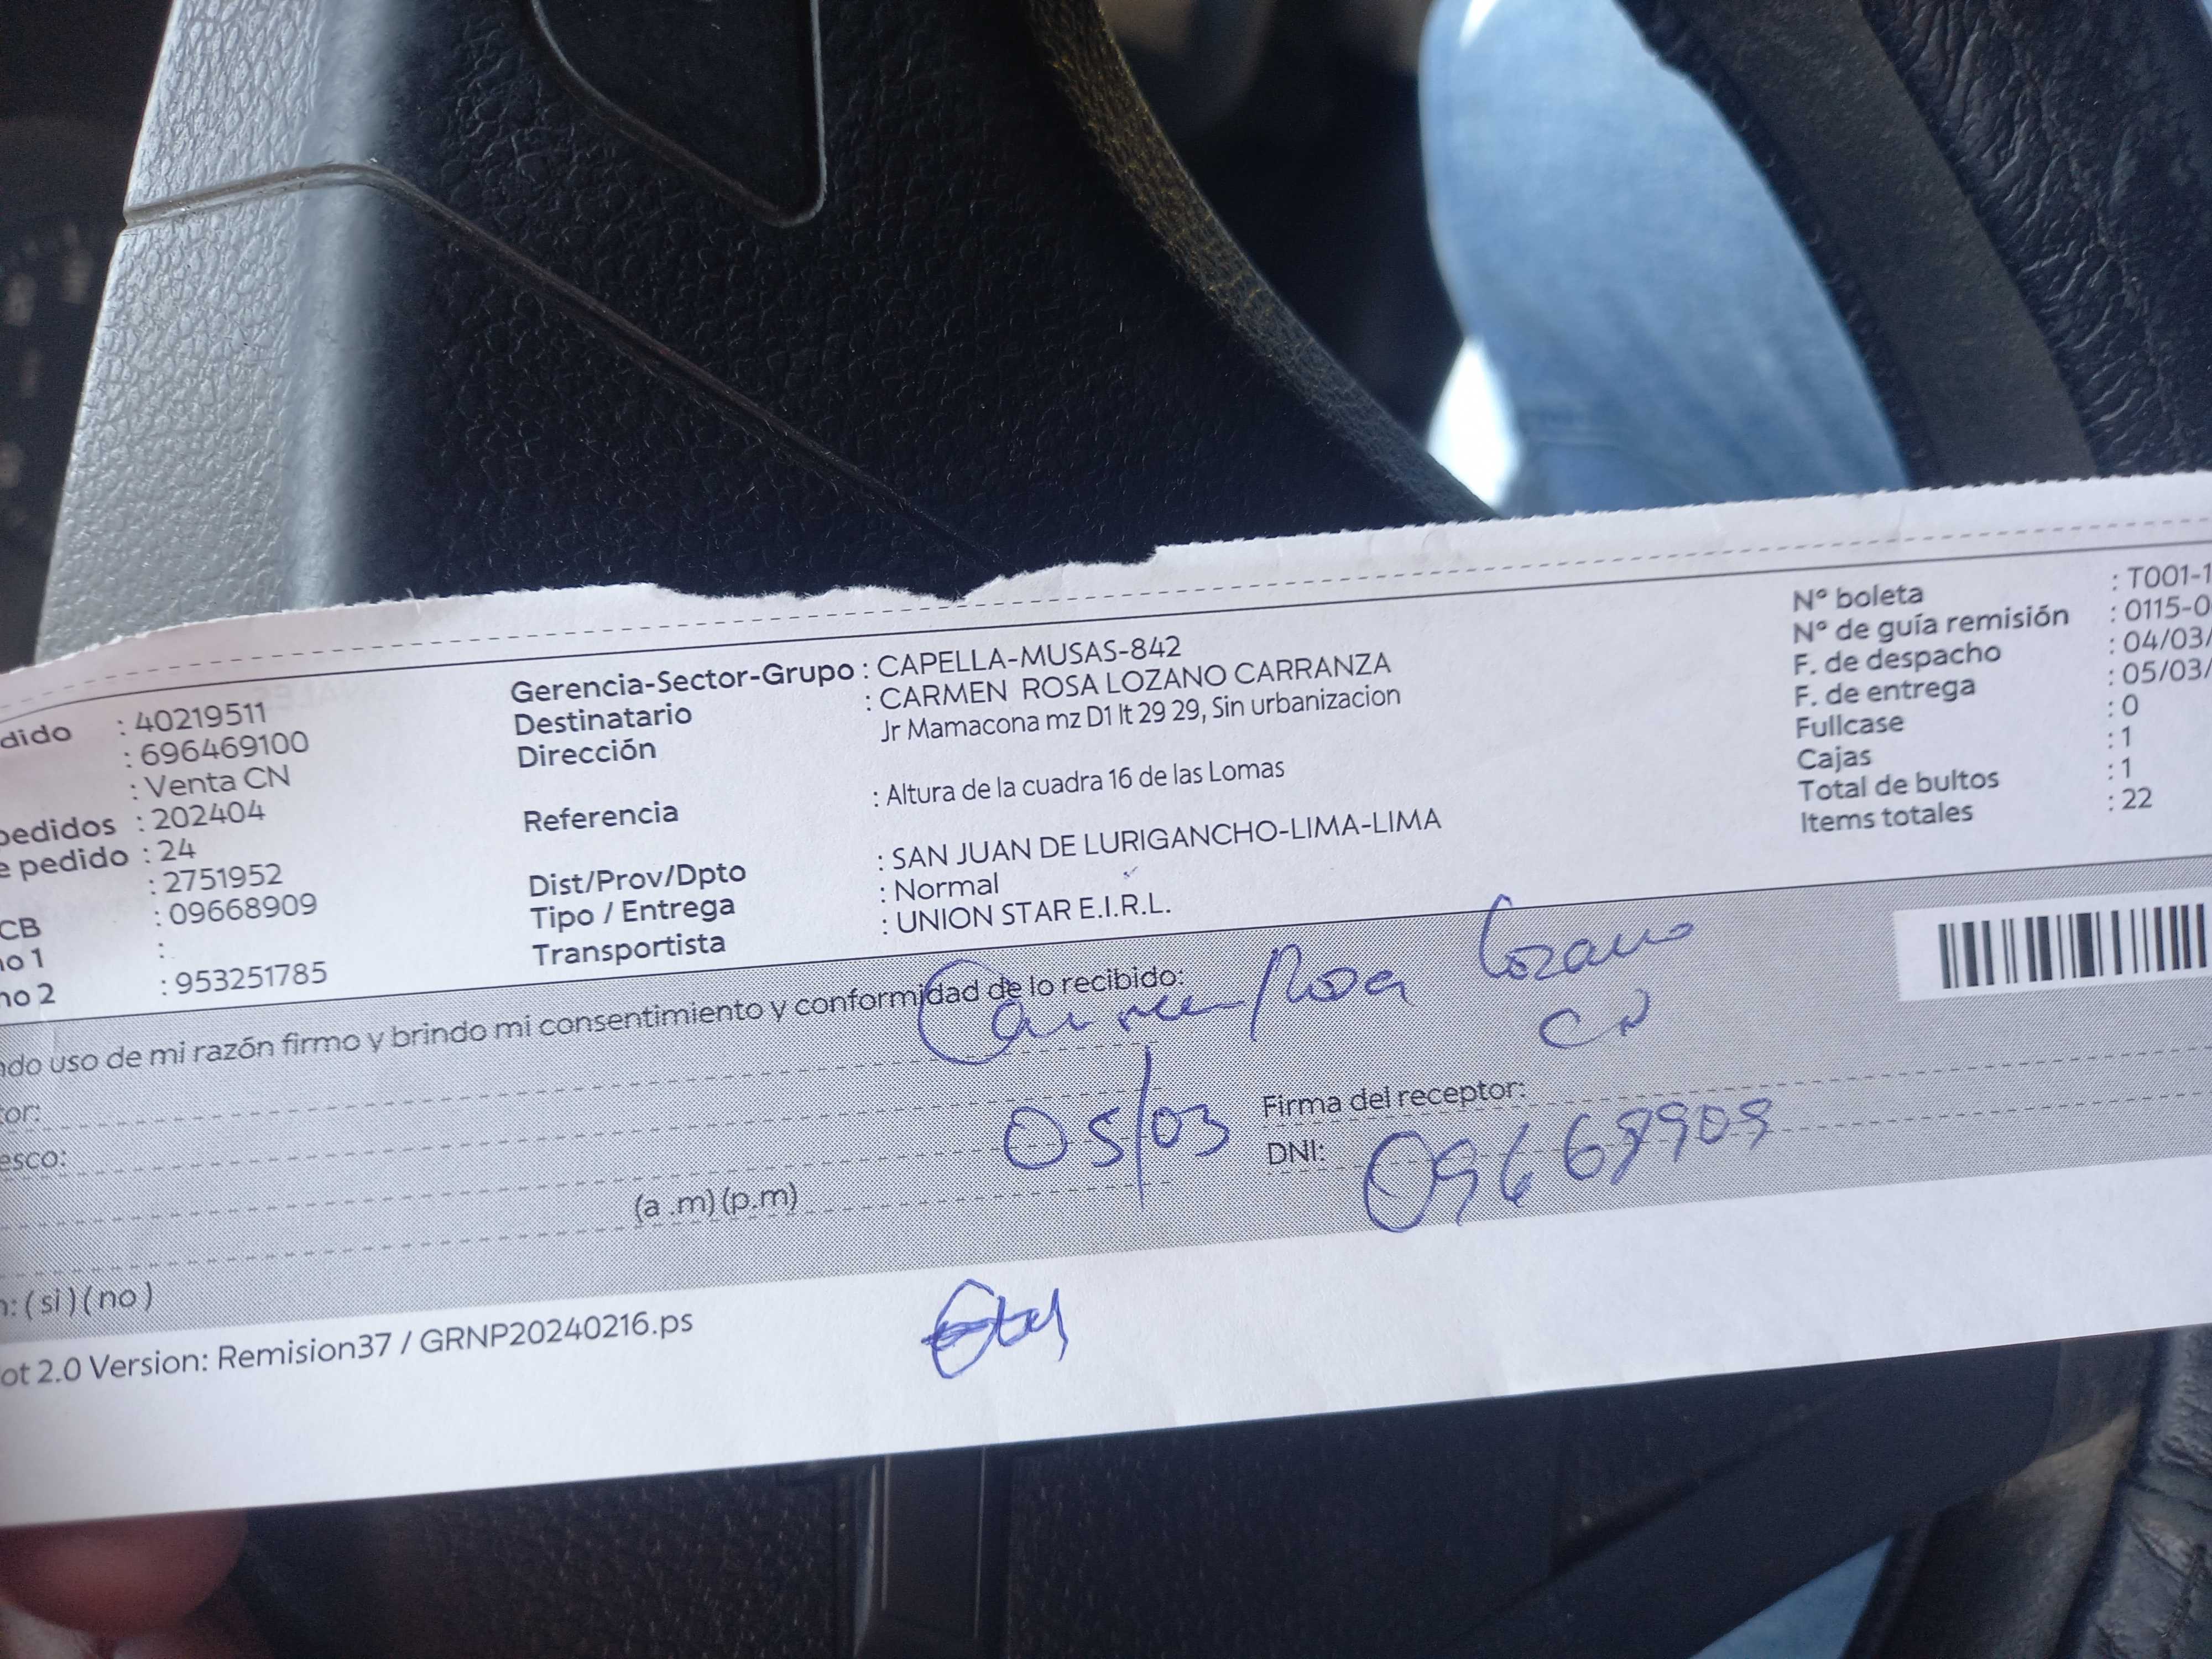 dido : 40219511
: 696469100
: Venta CN
pedidos : 202404
e pedido : 24
: 2751952
CB : 09668909
no 1 :
no 2 : 953251785
Gerencia-Sector-Grupo : CAPELLA-MUSAS-842
Destinatario : CARMEN ROSA LOZANO CARRANZA
Dirección Jr Mamacona mz D1 lt 29 29, Sin urbanizacion
Referencia : Altura de la cuadra 16 de las Lomas
Dist/Prov/Dpto : SAN JUAN DE LURIGANCHO-LIMA-LIMA
Tipo / Entrega : Normal
Transportista : UNION STAR E.I.R.L.
N° boleta : T001-1
N° de guía remisión : 0115-0
F. de despacho : 04/03/
F. de entrega : 05/03/
Fullcase : 0
Cajas : 1
Total de bultos : 1
Items totales : 22
ndo uso de mi razón firmo y brindo mi consentimiento y conformidad de lo recibido:
Carmen Rosa Lozano
CN
tor:
05/03
Firma del receptor:
esco:
DNI: 09668909
(a .m) (p.m)
n: ( si ) ( no )
ot 2.0 Version: Remision37 / GRNP20240216.ps